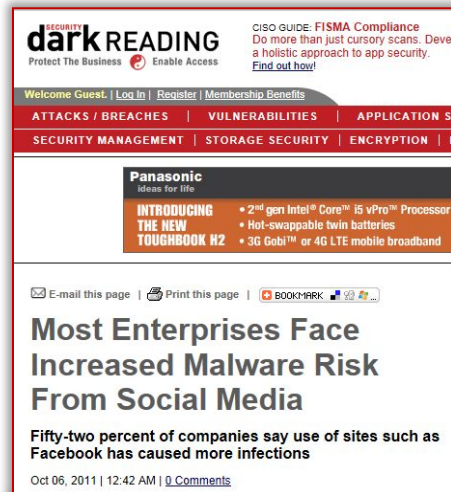 SECURITY
dark READING
Protect The Business Enable Access
CISO GUIDE: FISMA Compliance
Do more than just cursory scans. Deve
a holistic approach to app security.
Find out how!
Welcome Guest. | Log In | Register | Membership Benefits
ATTACKS / BREACHES | VULNERABILITIES | APPLICATION S
SECURITY MANAGEMENT | STORAGE SECURITY | ENCRYPTION |
Panasonic
ideas for life
INTRODUCING
THE NEW
TOUGHBOOK H2
• 2nd gen Intel® Core™ i5 vPro™ Processor
• Hot-swappable twin batteries
• 3G Gobi™ or 4G LTE mobile broadband
E-mail this page | Print this page | BOOKMARK
Most Enterprises Face
Increased Malware Risk
From Social Media
Fifty-two percent of companies say use of sites such as
Facebook has caused more infections
Oct 06, 2011 | 12:42 AM | 0 Comments